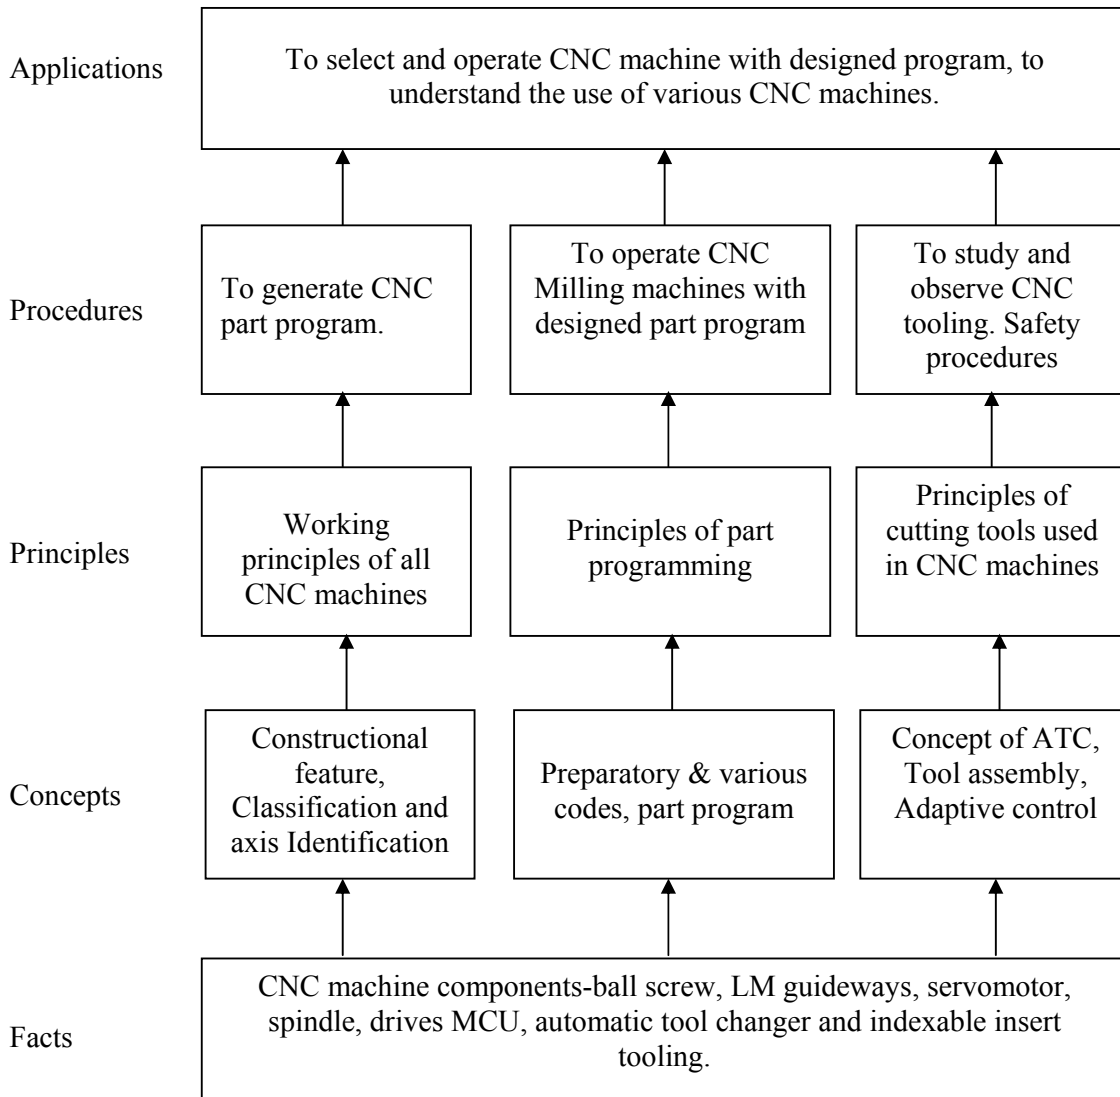 Applications
To select and operate CNC machine with designed program, to
understand the use of various CNC machines.
Procedures
To generate CNC
part program.
To operate CNC
Milling machines with
designed part program
To study and
observe CNC
tooling. Safety
procedures
Principles
Working
principles of all
CNC machines
Principles of part
programming
Principles of
cutting tools used
in CNC machines
Concepts
Constructional
feature,
Classification and
axis Identification
Preparatory & various
codes, part program
Concept of ATC,
Tool assembly,
Adaptive control
Facts
CNC machine components-ball screw, LM guideways, servomotor,
spindle, drives MCU, automatic tool changer and indexable insert
tooling.